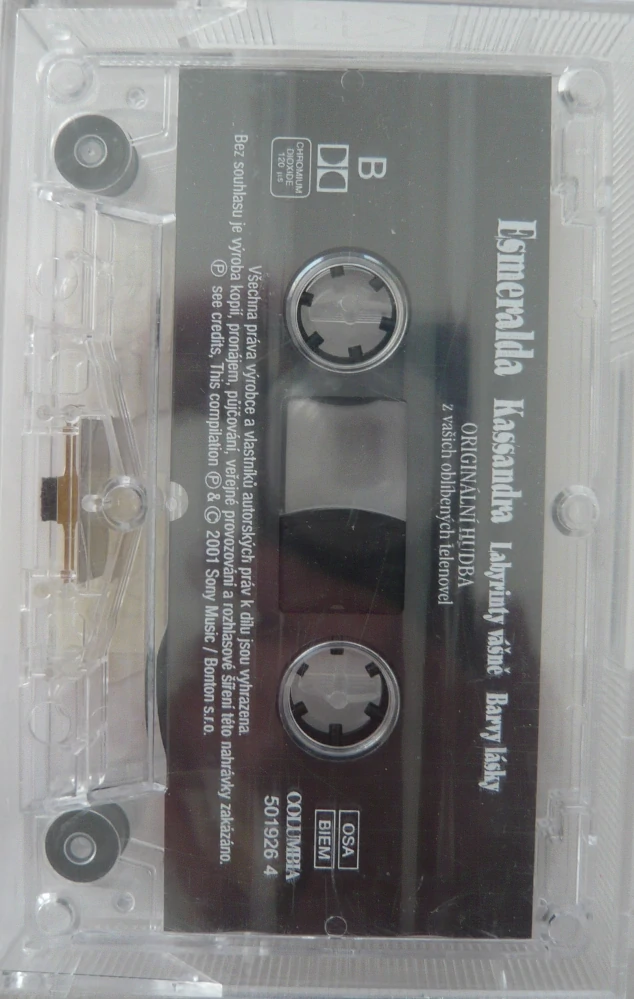 Esmeralda Kassandra Labyrinty vášně Barvy lásky
ORIGINÁLNÍ HUDBA
z vašich oblíbených telenovel
B
CHROMIUM
DIOXIDE
120 µs
OSA
BIEM
COLUMBIA
501926 4
Všechna práva výrobce a vlastníků autorských práv k dílu jsou vyhrazena.
Bez souhlasu je výroba kopií, pronájem, půjčování, veřejné provozování a rozhlasové šíření této nahrávky zakázáno.
Ⓟ see credits, This compilation Ⓟ & © 2001 Sony Music / Bonton s.r.o.